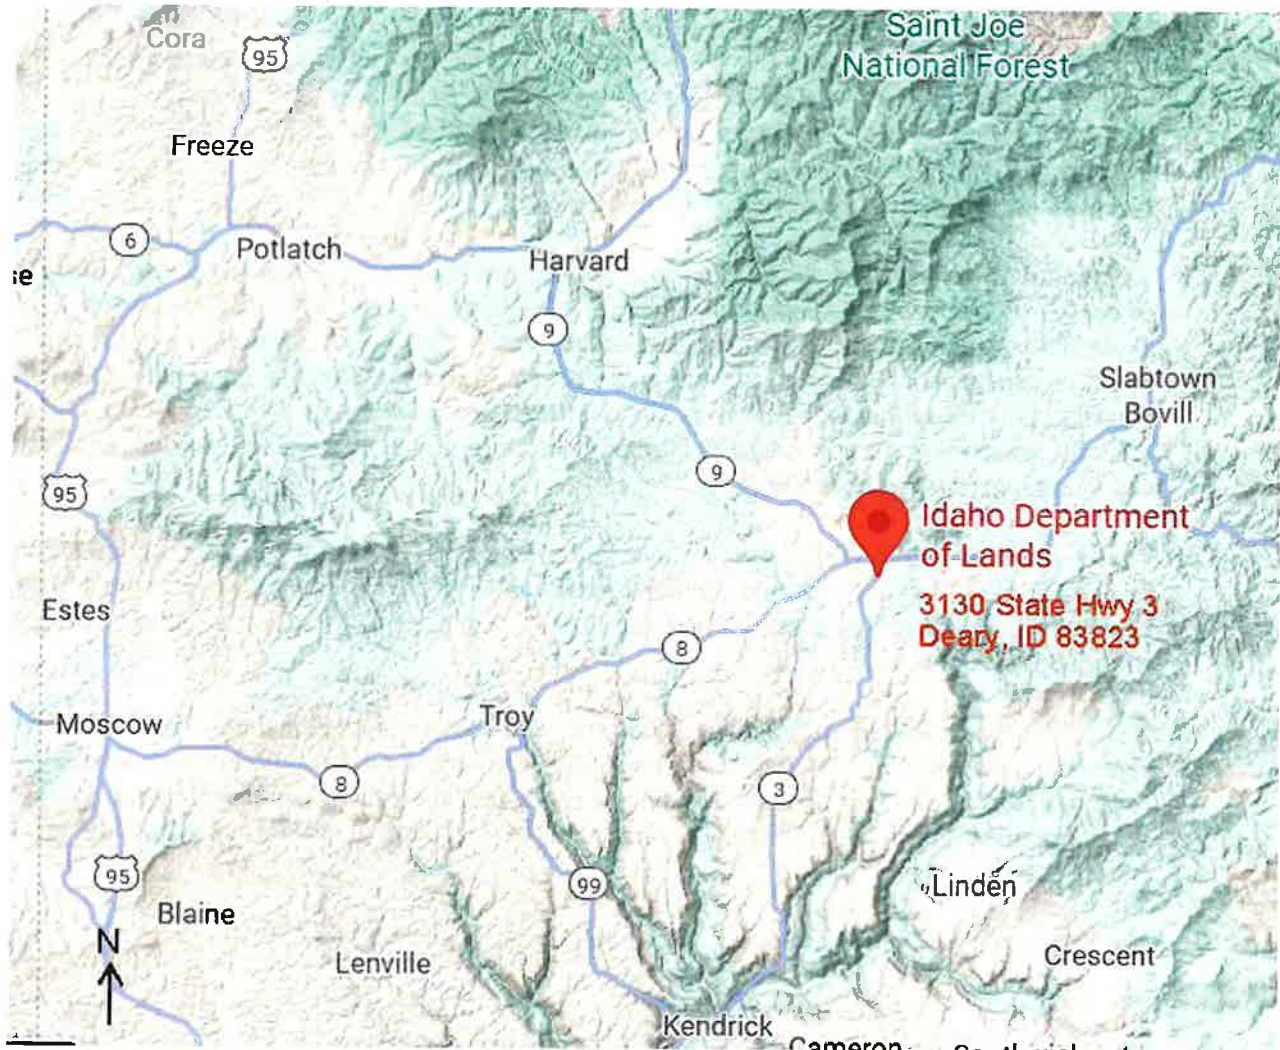 Cora
95
Saint Joe
National Forest
Freeze
6
Potlatch
Harvard
se
9
Slabtown
Bovill
9
95
Idaho Department
of Lands
3130 State Hwy 3
Deary, ID 83823
Estes
8
Moscow
Troy
8
3
95
99
Linden
Blaine
N
Lenville
Crescent
Kendrick
Cameron